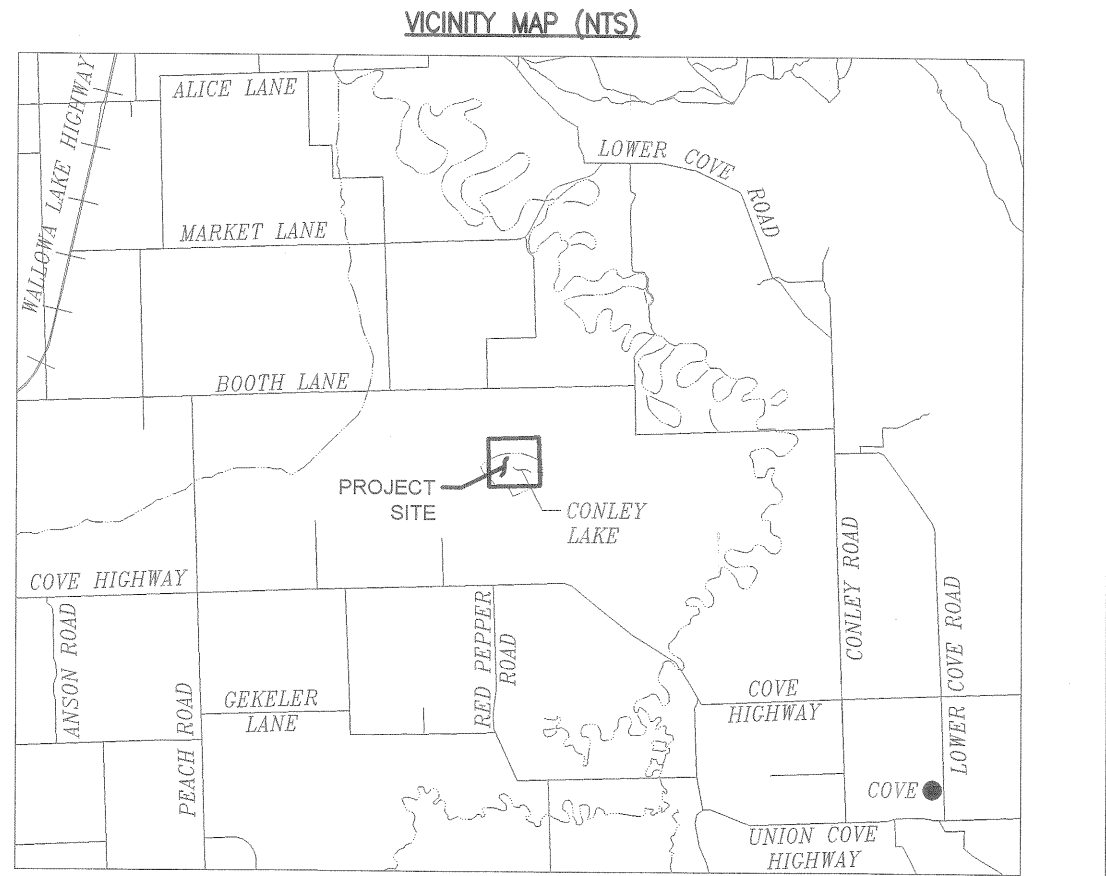 VICINITY MAP (NTS)
ALICE LANE
WALLOWA LAKE HIGHWAY
LOWER COVE ROAD
MARKET LANE
BOOTH LANE
PROJECT
SITE
CONLEY
LAKE
COVE HIGHWAY
ANSON ROAD
PEACH ROAD
GEKELER
LANE
RED PEPPER
ROAD
CONLEY ROAD
LOWER COVE ROAD
COVE
HIGHWAY
COVE
UNION COVE
HIGHWAY